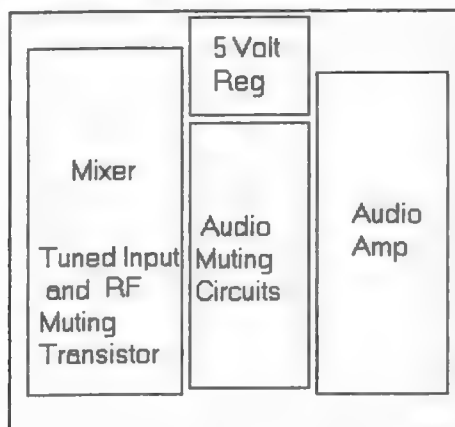 5 Volt
Reg
Mixer
Tuned Input
and RF
Muting
Transistor
Audio
Muting
Circuits
Audio
Amp